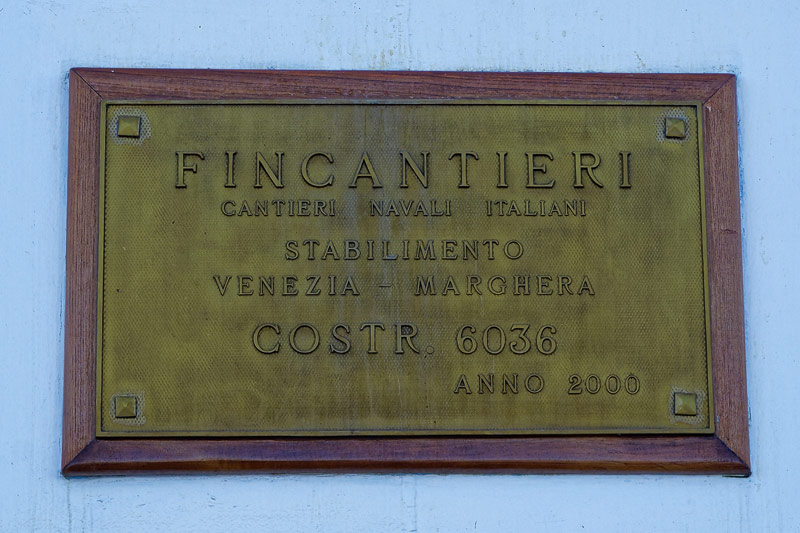 FINCANTIERI
CANTIERI NAVALI ITALIANI
STABILIMENTO
VENEZIA - MARGHERA
COSTR. 6036
ANNO 2000